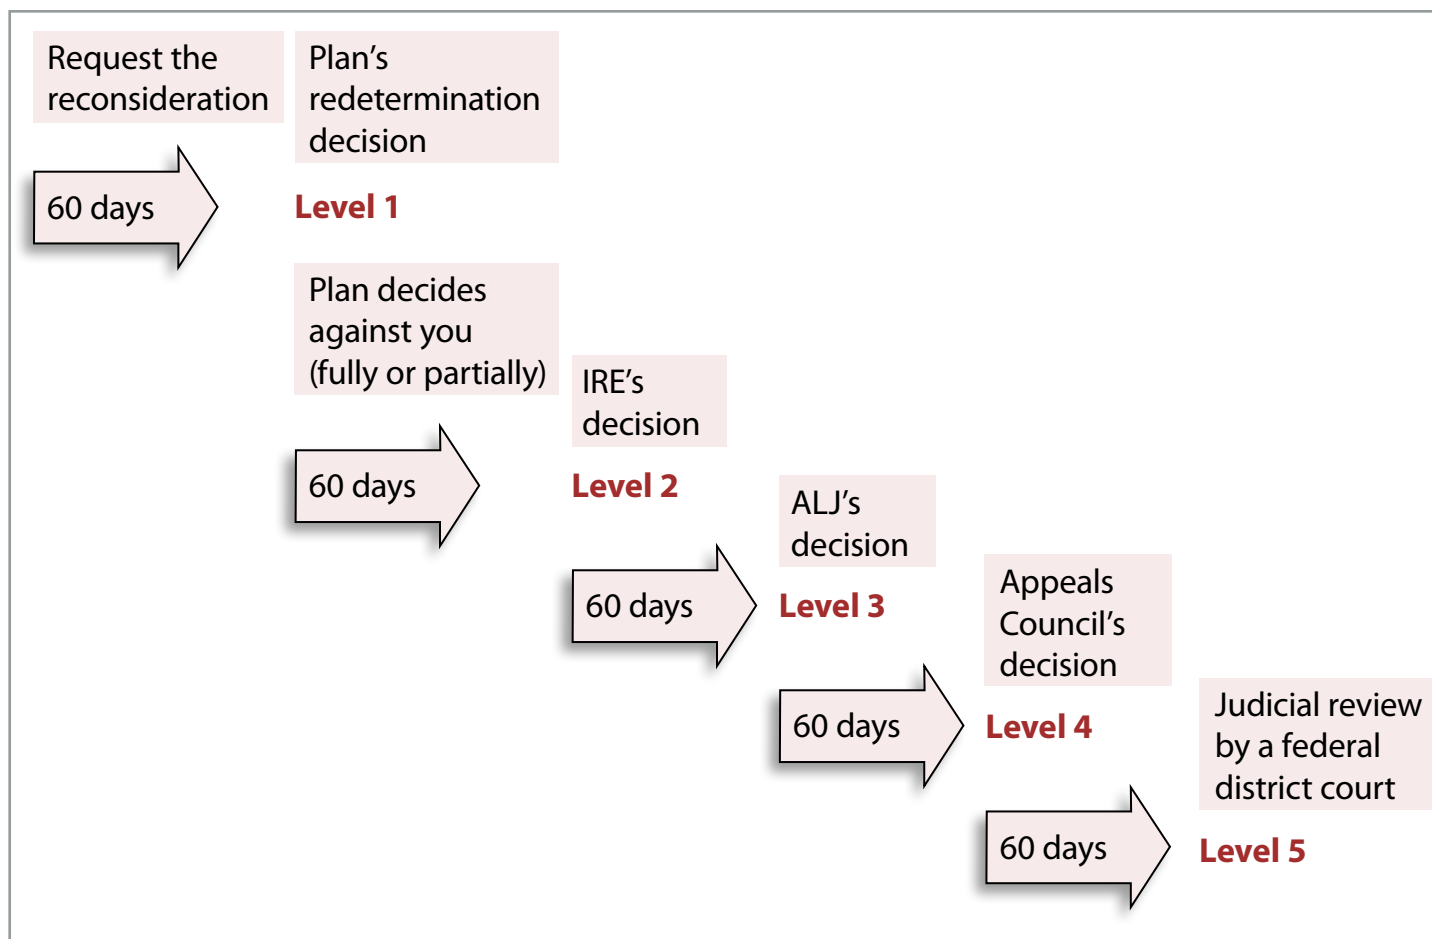 Request the
reconsideration
Plan’s
redetermination
decision
60 days
Level 1
Plan decides
against you
(fully or partially)
IRE’s
decision
60 days
Level 2
ALJ’s
decision
60 days
Level 3
Appeals
Council’s
decision
60 days
Level 4
Judicial review
by a federal
district court
60 days
Level 5